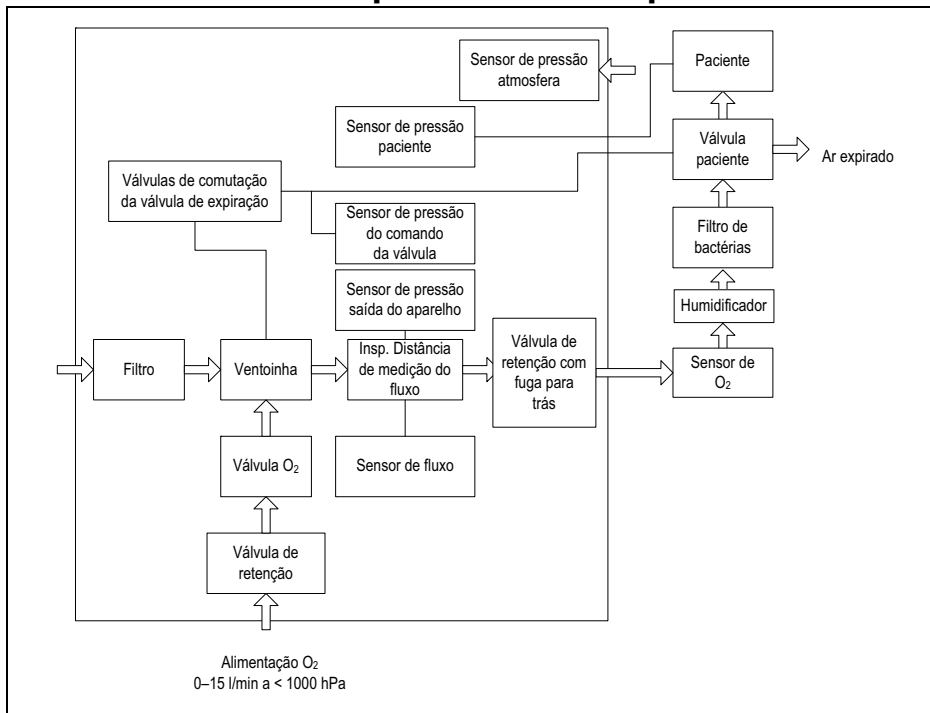 Sensor de pressão
atmosfera
Paciente
Sensor de pressão
paciente
Válvula
paciente
Ar expirado
Válvulas de comutação
da válvula de expiração
Sensor de pressão
do comando
da válvula
Filtro de
bactérias
Sensor de pressão
saída do aparelho
Humidificador
Filtro
Ventoinha
Insp. Distância
de medição do
fluxo
Válvula de
retenção com
fuga para
trás
Sensor de
O2
Válvula O2
Sensor de fluxo
Válvula de
retenção
Alimentação O2
0–15 l/min a < 1000 hPa